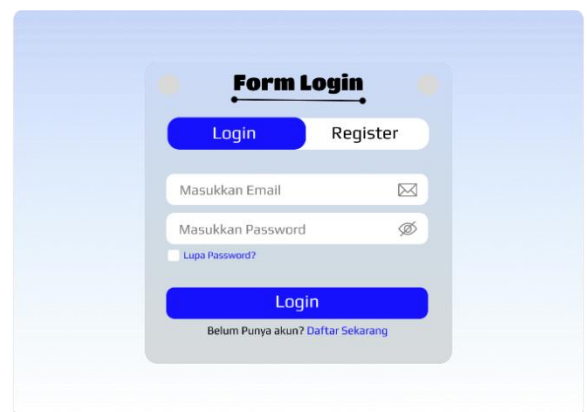 Form Login
Login Register
Masukkan Email
Masukkan Password
Lupa Password?
Login
Belum Punya akun? Daftar Sekarang